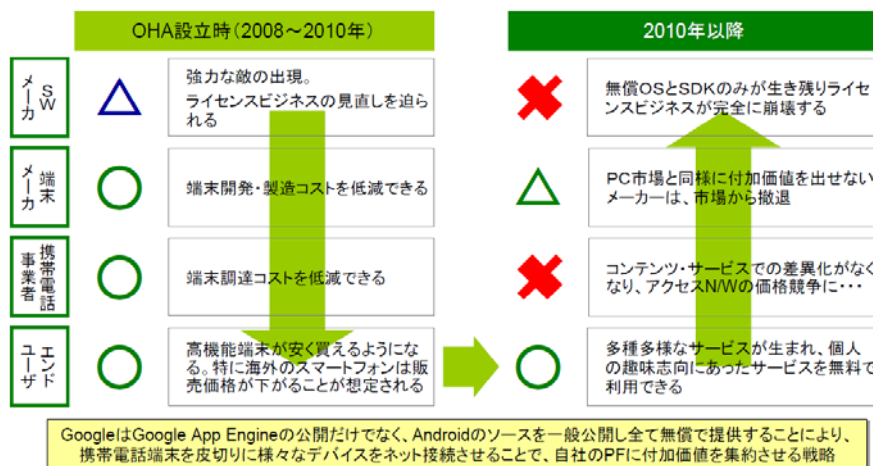 OHA設立時(2008～2010年)
2010年以降
SW
メーカ
強力な敵の出現。
ライセンスビジネスの見直しを迫ら
れる
無償OSとSDKのみが生き残りライセ
ンスビジネスが完全に崩壊する
端末
メーカ
端末開発・製造コストを低減できる
PC市場と同様に付加価値を出せない
メーカーは、市場から撤退
携帯電話
事業者
端末調達コストを低減できる
コンテンツ・サービスでの差異化がなく
なり、アクセスN/Wの価格競争に・・・
エンド
ユーザ
高機能端末が安く買えるようにな
る。特に海外のスマートフォンは販
売価格が下がることが想定される
多種多様なサービスが生まれ、個人
の趣味志向にあったサービスを無料で
利用できる
GoogleはGoogle App Engineの公開だけでなく、Androidのソースを一般公開し全て無償で提供することにより、
携帯電話端末を皮切りに様々なデバイスをネット接続させることで、自社のPFに付加価値を集約させる戦略